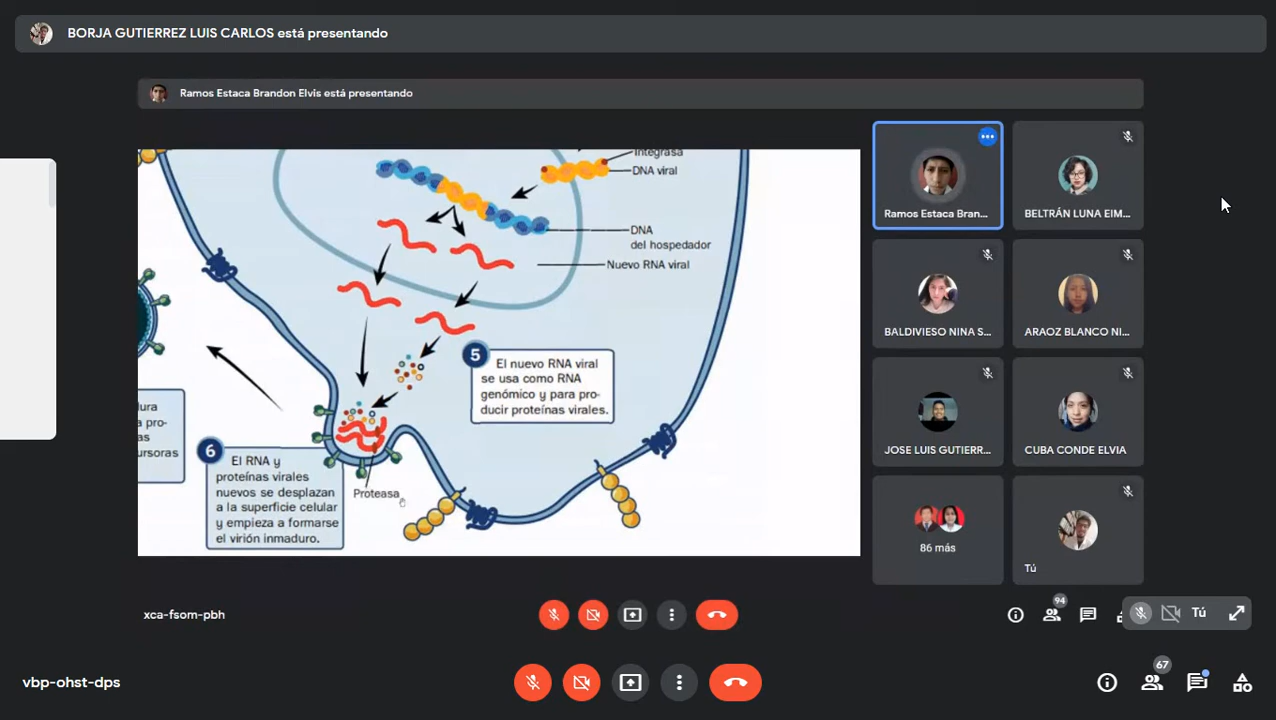 BORJA GUTIERREZ LUIS CARLOS está presentando
Ramos Estaca Brandon Elvis está presentando
Integrasa
DNA viral
DNA
del hospedador
Nuevo RNA viral
5
El nuevo RNA viral
se usa como RNA
genómico y para pro-
ducir proteínas virales.
6
El RNA y
proteínas virales
nuevos se desplazan
a la superficie celular
y empieza a formarse
el virión inmaduro.
Proteasa
Ramos Estaca Bran...
BELTRÁN LUNA EIM...
BALDIVIESO NINA S...
ARAOZ BLANCO NI...
JOSE LUIS GUTIERR...
CUBA CONDE ELVIA
86 más
Tú
xca-fsom-pbh
94
Tú
vbp-ohst-dps
67